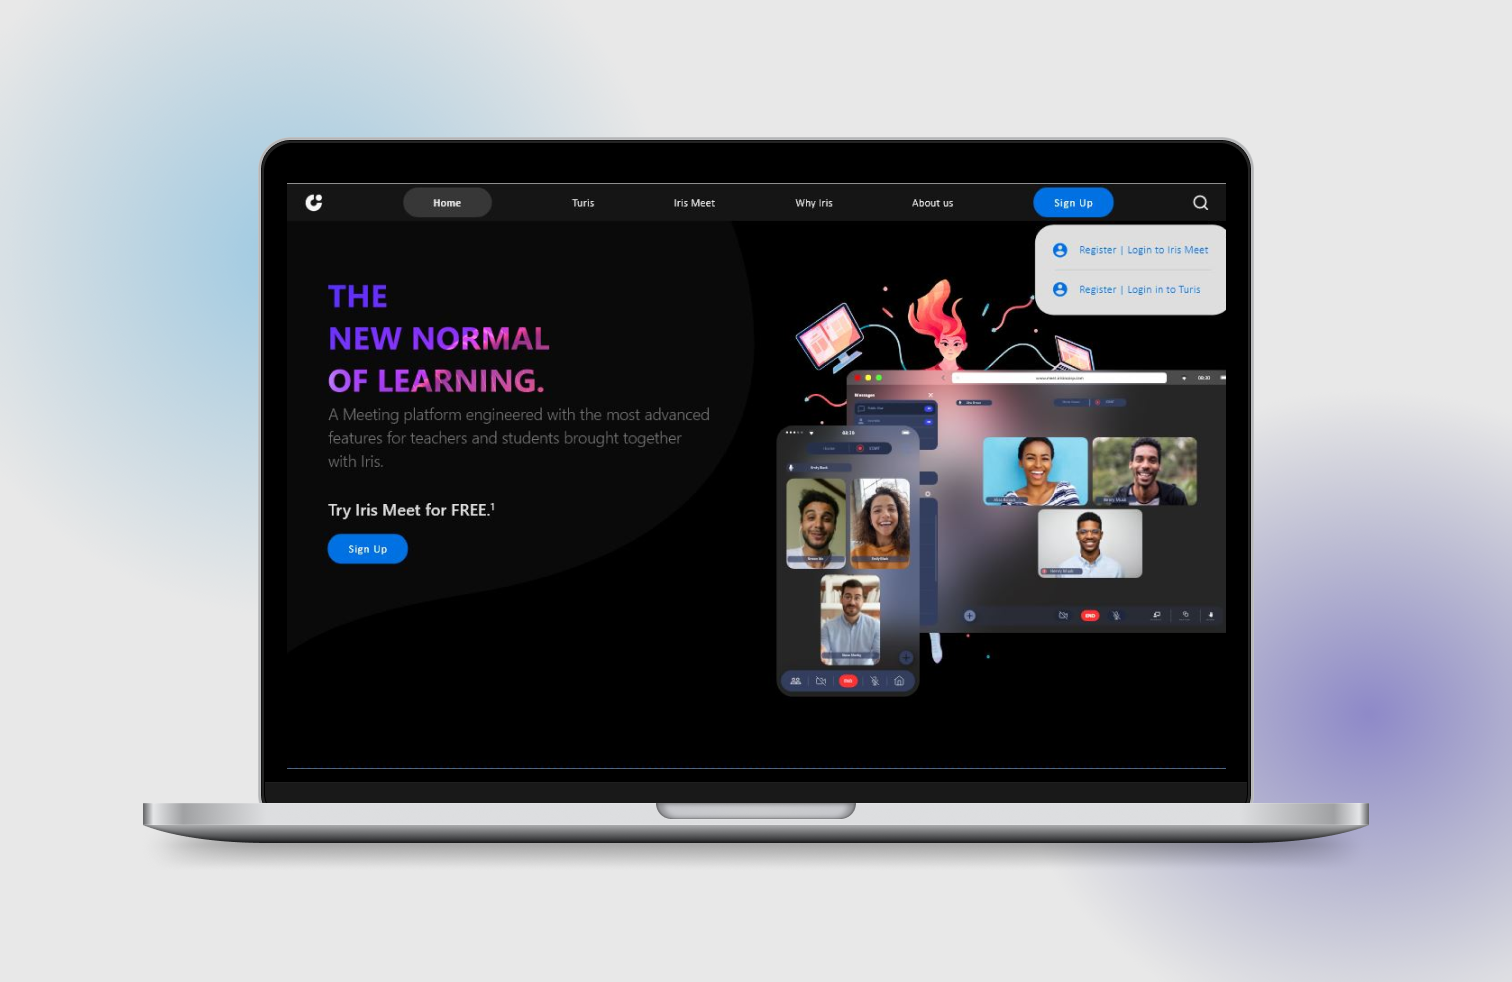 Home
Turis
Iris Meet
Why Iris
About us
Sign Up
Register | Login to Iris Meet
Register | Login in to Turis
THE
NEW NORMAL
OF LEARNING.
A Meeting platform engineered with the most advanced
features for teachers and students brought together
with Iris.
Try Iris Meet for FREE.¹
Sign Up
Messages
END
END